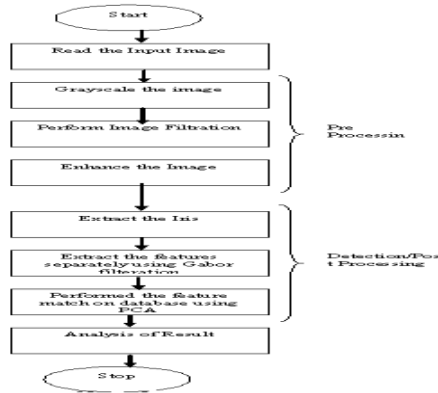 Start
Read the Input Image
Grayscale the image
Perform Image Filtration
Pre
Processin
Enhance the Image
Extract the Iris
Extract the features
separately using Gabor
filteration
Detection/Pos
t Processing
Performed the feature
match on database using
PCA
Analysis of Result
Stop